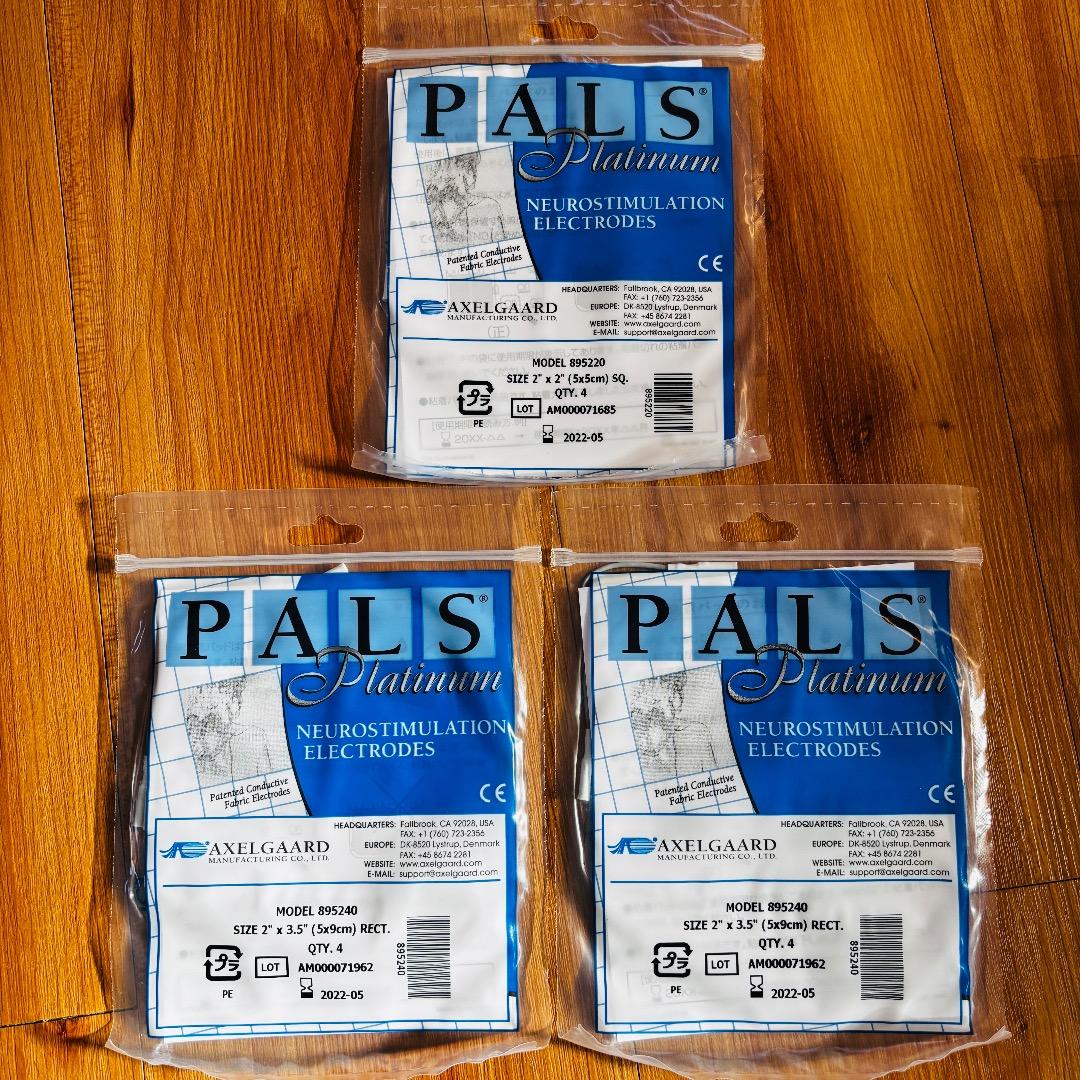 PALS®
Platinum
NEUROSTIMULATION
ELECTRODES
Patented Conductive
Fabric Electrodes
CE
AXELGAARD
MANUFACTURING CO., LTD.
HEADQUARTERS: Fallbrook, CA 92028, USA
FAX: +1 (760) 723-2356
EUROPE: DK-8520 Lystrup, Denmark
FAX: +45 8674 2281
WEBSITE: www.axelgaard.com
E-MAIL: support@axelgaard.com
(正)
MODEL 895220
SIZE 2" x 2" (5x5cm) SQ.
QTY. 4
プラ
PE
LOT AM000071685
2022-05
895220
20XX-△△
PALS®
Platinum
NEUROSTIMULATION
ELECTRODES
Patented Conductive
Fabric Electrodes
CE
AXELGAARD
MANUFACTURING CO., LTD.
HEADQUARTERS: Fallbrook, CA 92028, USA
FAX: +1 (760) 723-2356
EUROPE: DK-8520 Lystrup, Denmark
FAX: +45 8674 2281
WEBSITE: www.axelgaard.com
E-MAIL: support@axelgaard.com
MODEL 895240
SIZE 2" x 3.5" (5x9cm) RECT.
QTY. 4
プラ
PE
LOT AM000071962
2022-05
895240
PALS®
Platinum
NEUROSTIMULATION
ELECTRODES
Patented Conductive
Fabric Electrodes
CE
AXELGAARD
MANUFACTURING CO., LTD.
HEADQUARTERS: Fallbrook, CA 92028, USA
FAX: +1 (760) 723-2356
EUROPE: DK-8520 Lystrup, Denmark
FAX: +45 8674 2281
WEBSITE: www.axelgaard.com
E-MAIL: support@axelgaard.com
MODEL 895240
SIZE 2" x 3.5" (5x9cm) RECT.
QTY. 4
プラ
PE
LOT AM000071962
2022-05
895240